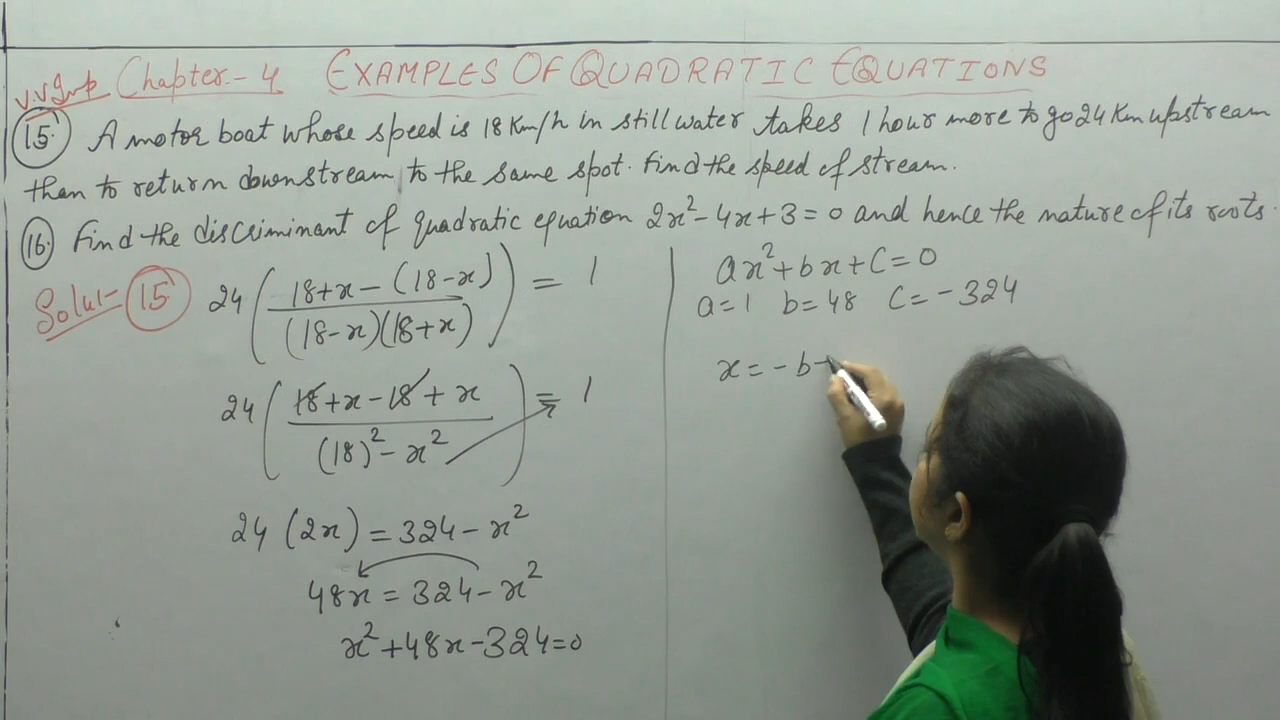 VVImp Chapter-4 EXAMPLES OF QUADRATIC EQUATIONS
15. A motor boat whose speed is 18 Km/h in still water takes 1 hour more to go 24 Km upstream
than to return downstream to the same spot. Find the speed of stream.
16. Find the discriminant of quadratic equation 2x²-4x+3=0 and hence the nature of its roots.
Solu:- 15 24((18+x-(18-x))/((18-x)(18+x))) = 1
24((18+x-18+x)/((18)²-x²)) = 1
24(2x) = 324-x²
48x = 324-x²
x²+48x-324=0
ax²+bx+c=0
a=1 b=48 c=-324
x=-b